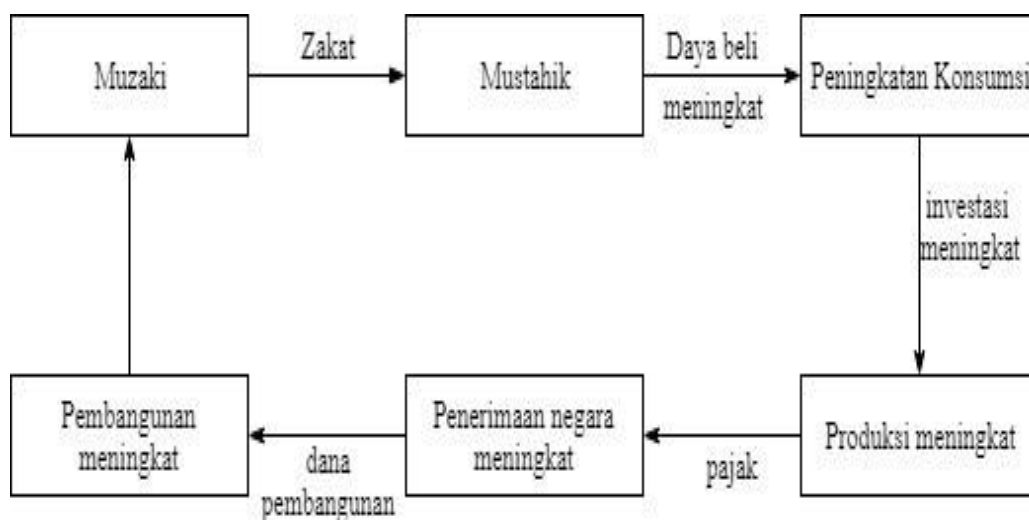 Muzaki
Zakat
Mustahik
Daya beli
meningkat
Peningkatan Konsumsi
investasi
meningkat
Produksi meningkat
pajak
Penerimaan negara
meningkat
dana
pembangunan
Pembangunan
meningkat